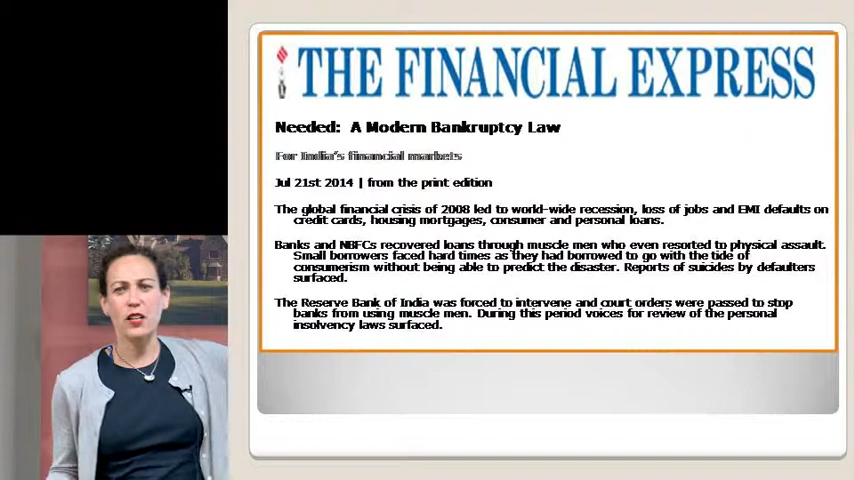 THE FINANCIAL EXPRESS
Needed: A Modern Bankruptcy Law
For India's financial markets
Jul 21st 2014 | from the print edition
The global financial crisis of 2008 led to world-wide recession, loss of jobs and EMI defaults on
credit cards, housing mortgages, consumer and personal loans.
Banks and NBFCs recovered loans through muscle men who even resorted to physical assault.
Small borrowers faced hard times as they had borrowed to go with the tide of
consumerism without being able to predict the disaster. Reports of suicides by defaulters
surfaced.
The Reserve Bank of India was forced to intervene and court orders were passed to stop
banks from using muscle men. During this period voices for review of the personal
insolvency laws surfaced.